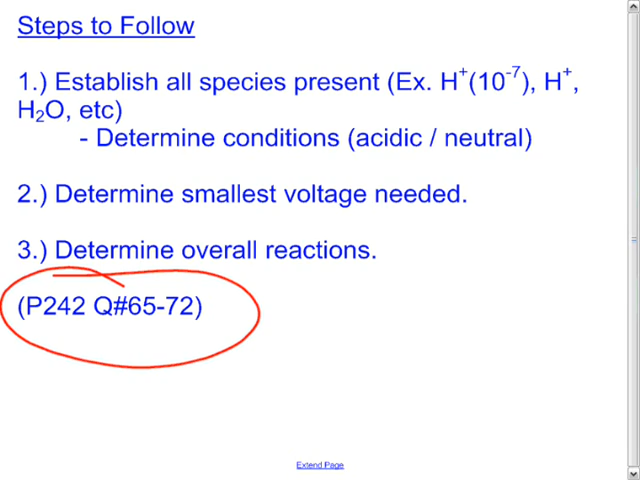 Steps to Follow
1.) Establish all species present (Ex. H⁺(10⁻⁷), H⁺,
H₂O, etc)
- Determine conditions (acidic / neutral)
2.) Determine smallest voltage needed.
3.) Determine overall reactions.
(P242 Q#65-72)
Extend Page